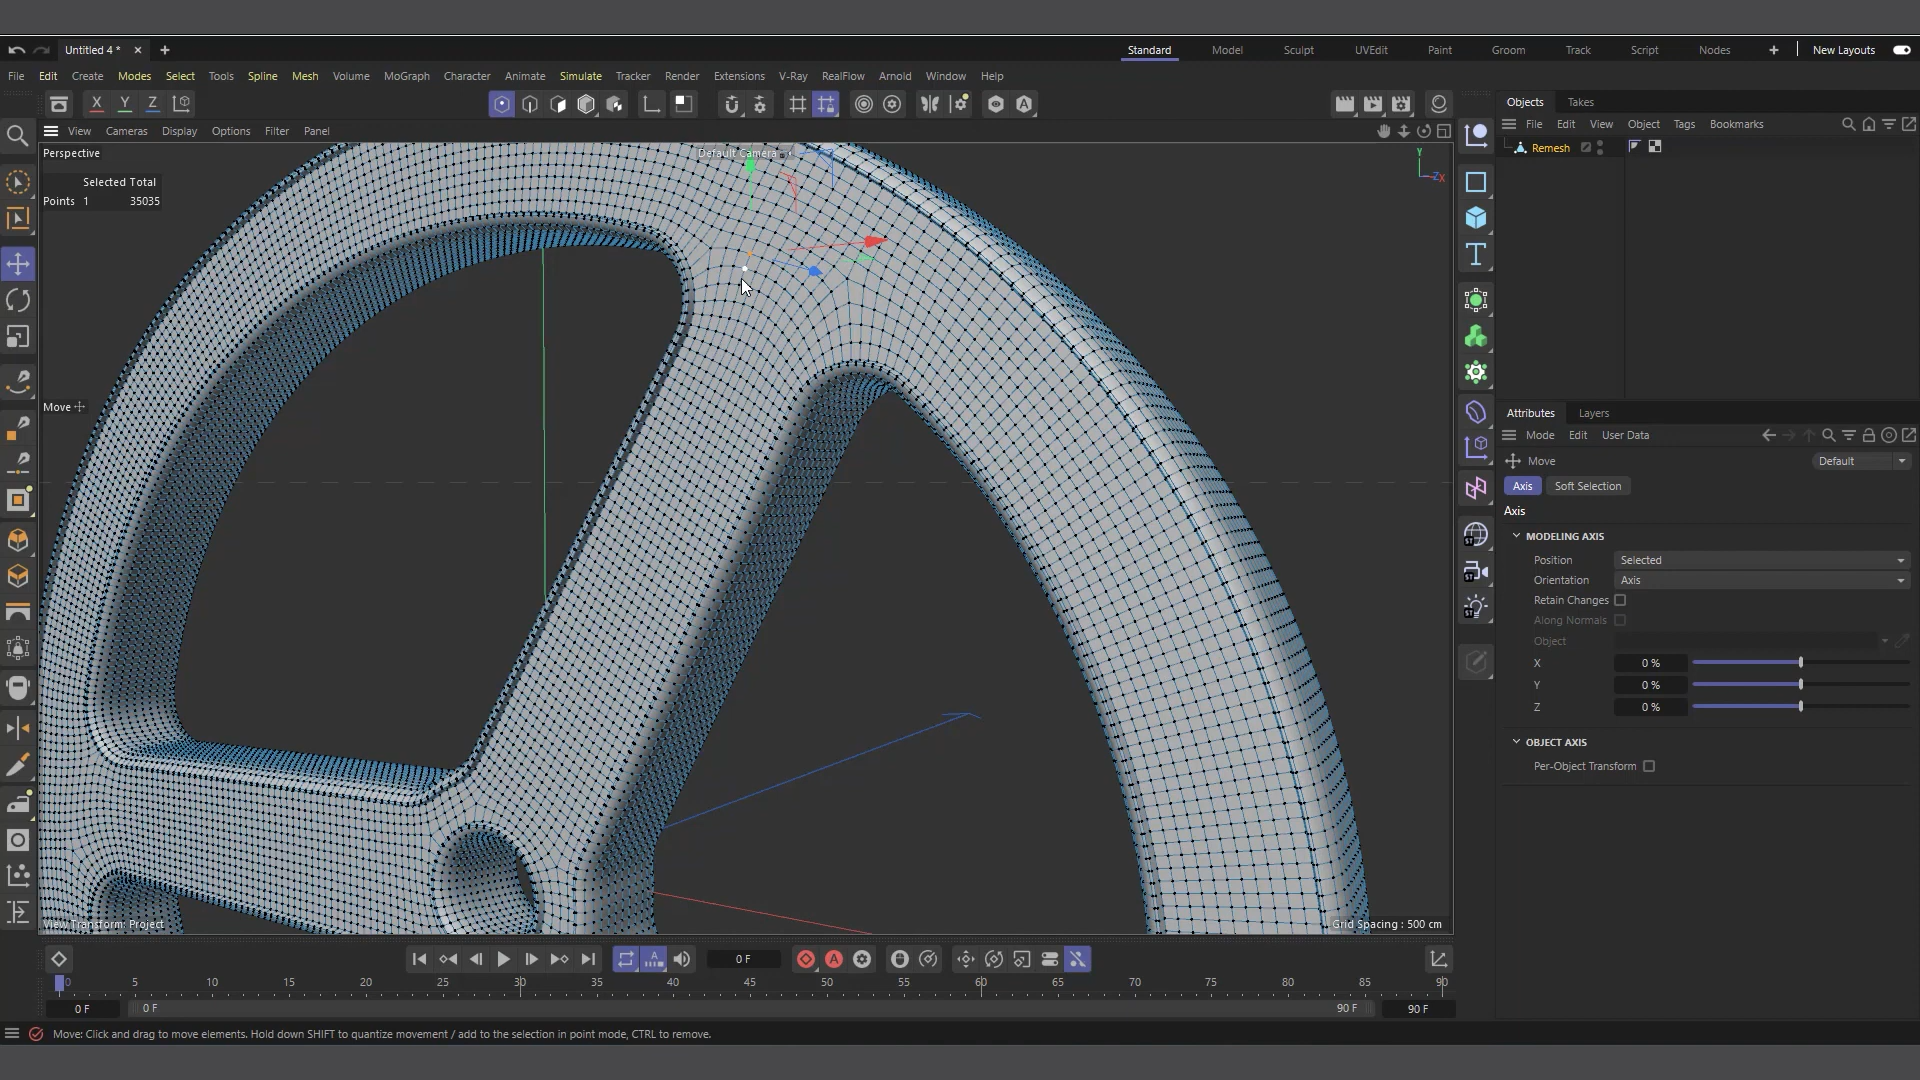 Untitled 4 *
Standard Model Sculpt UVEdit Paint Groom Track Script Nodes New Layouts
File Edit Create Modes Select Tools Spline Mesh Volume MoGraph Character Animate Simulate Tracker Render Extensions V-Ray RealFlow Arnold Window Help
X Y Z
View Cameras Display Options Filter Panel
Perspective
Default Camera
Selected Total
Points 1 35035
Move
View Transform: Project
Grid Spacing : 500 cm
Objects Takes
File Edit View Object Tags Bookmarks
Remesh
Attributes Layers
Mode Edit User Data
Move Default
Axis Soft Selection
Axis
MODELING AXIS
Position Selected
Orientation Axis
Retain Changes
Along Normals
Object
X 0 %
Y 0 %
Z 0 %
OBJECT AXIS
Per-Object Transform
0 F
0 5 10 15 20 25 30 35 40 45 50 55 60 65 70 75 80 85 90
0 F 0 F 90 F 90 F
Move: Click and drag to move elements. Hold down SHIFT to quantize movement / add to the selection in point mode, CTRL to remove.